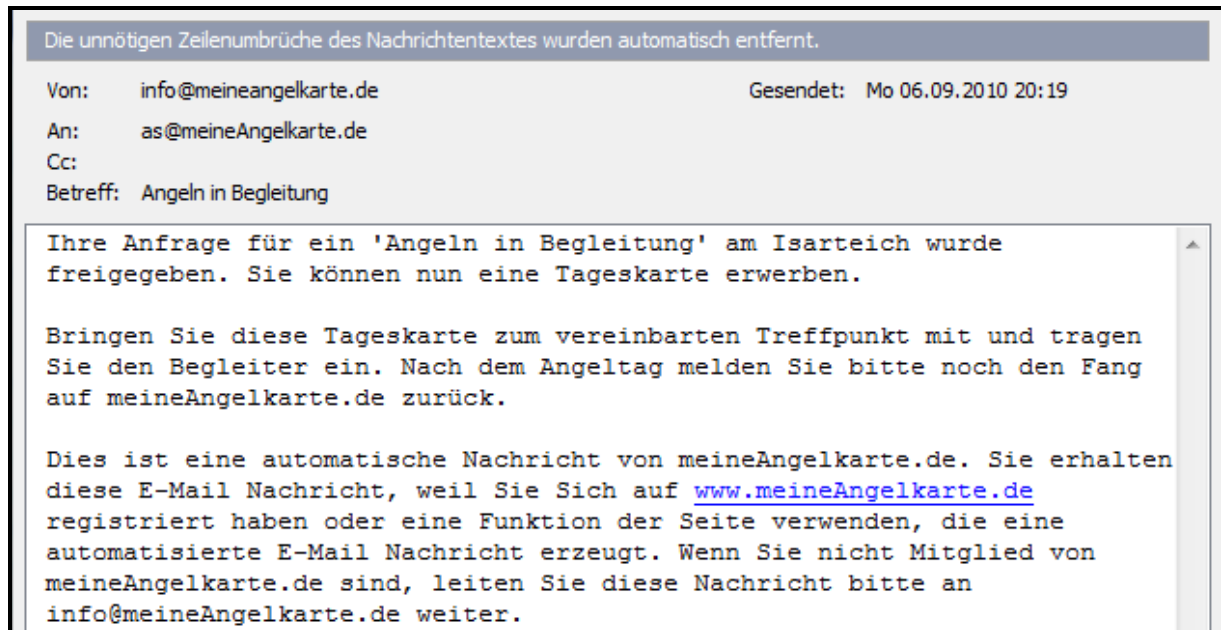 Die unnötigen Zeilenumbrüche des Nachrichtentextes wurden automatisch entfernt.
Von: info@meineangelkarte.de Gesendet: Mo 06.09.2010 20:19
An: as@meineAngelkarte.de
Cc:
Betreff: Angeln in Begleitung
Ihre Anfrage für ein 'Angeln in Begleitung' am Isarteich wurde
freigegeben. Sie können nun eine Tageskarte erwerben.
Bringen Sie diese Tageskarte zum vereinbarten Treffpunkt mit und tragen
Sie den Begleiter ein. Nach dem Angeltag melden Sie bitte noch den Fang
auf meineAngelkarte.de zurück.
Dies ist eine automatische Nachricht von meineAngelkarte.de. Sie erhalten
diese E-Mail Nachricht, weil Sie Sich auf www.meineAngelkarte.de
registriert haben oder eine Funktion der Seite verwenden, die eine
automatisierte E-Mail Nachricht erzeugt. Wenn Sie nicht Mitglied von
meineAngelkarte.de sind, leiten Sie diese Nachricht bitte an
info@meineAngelkarte.de weiter.